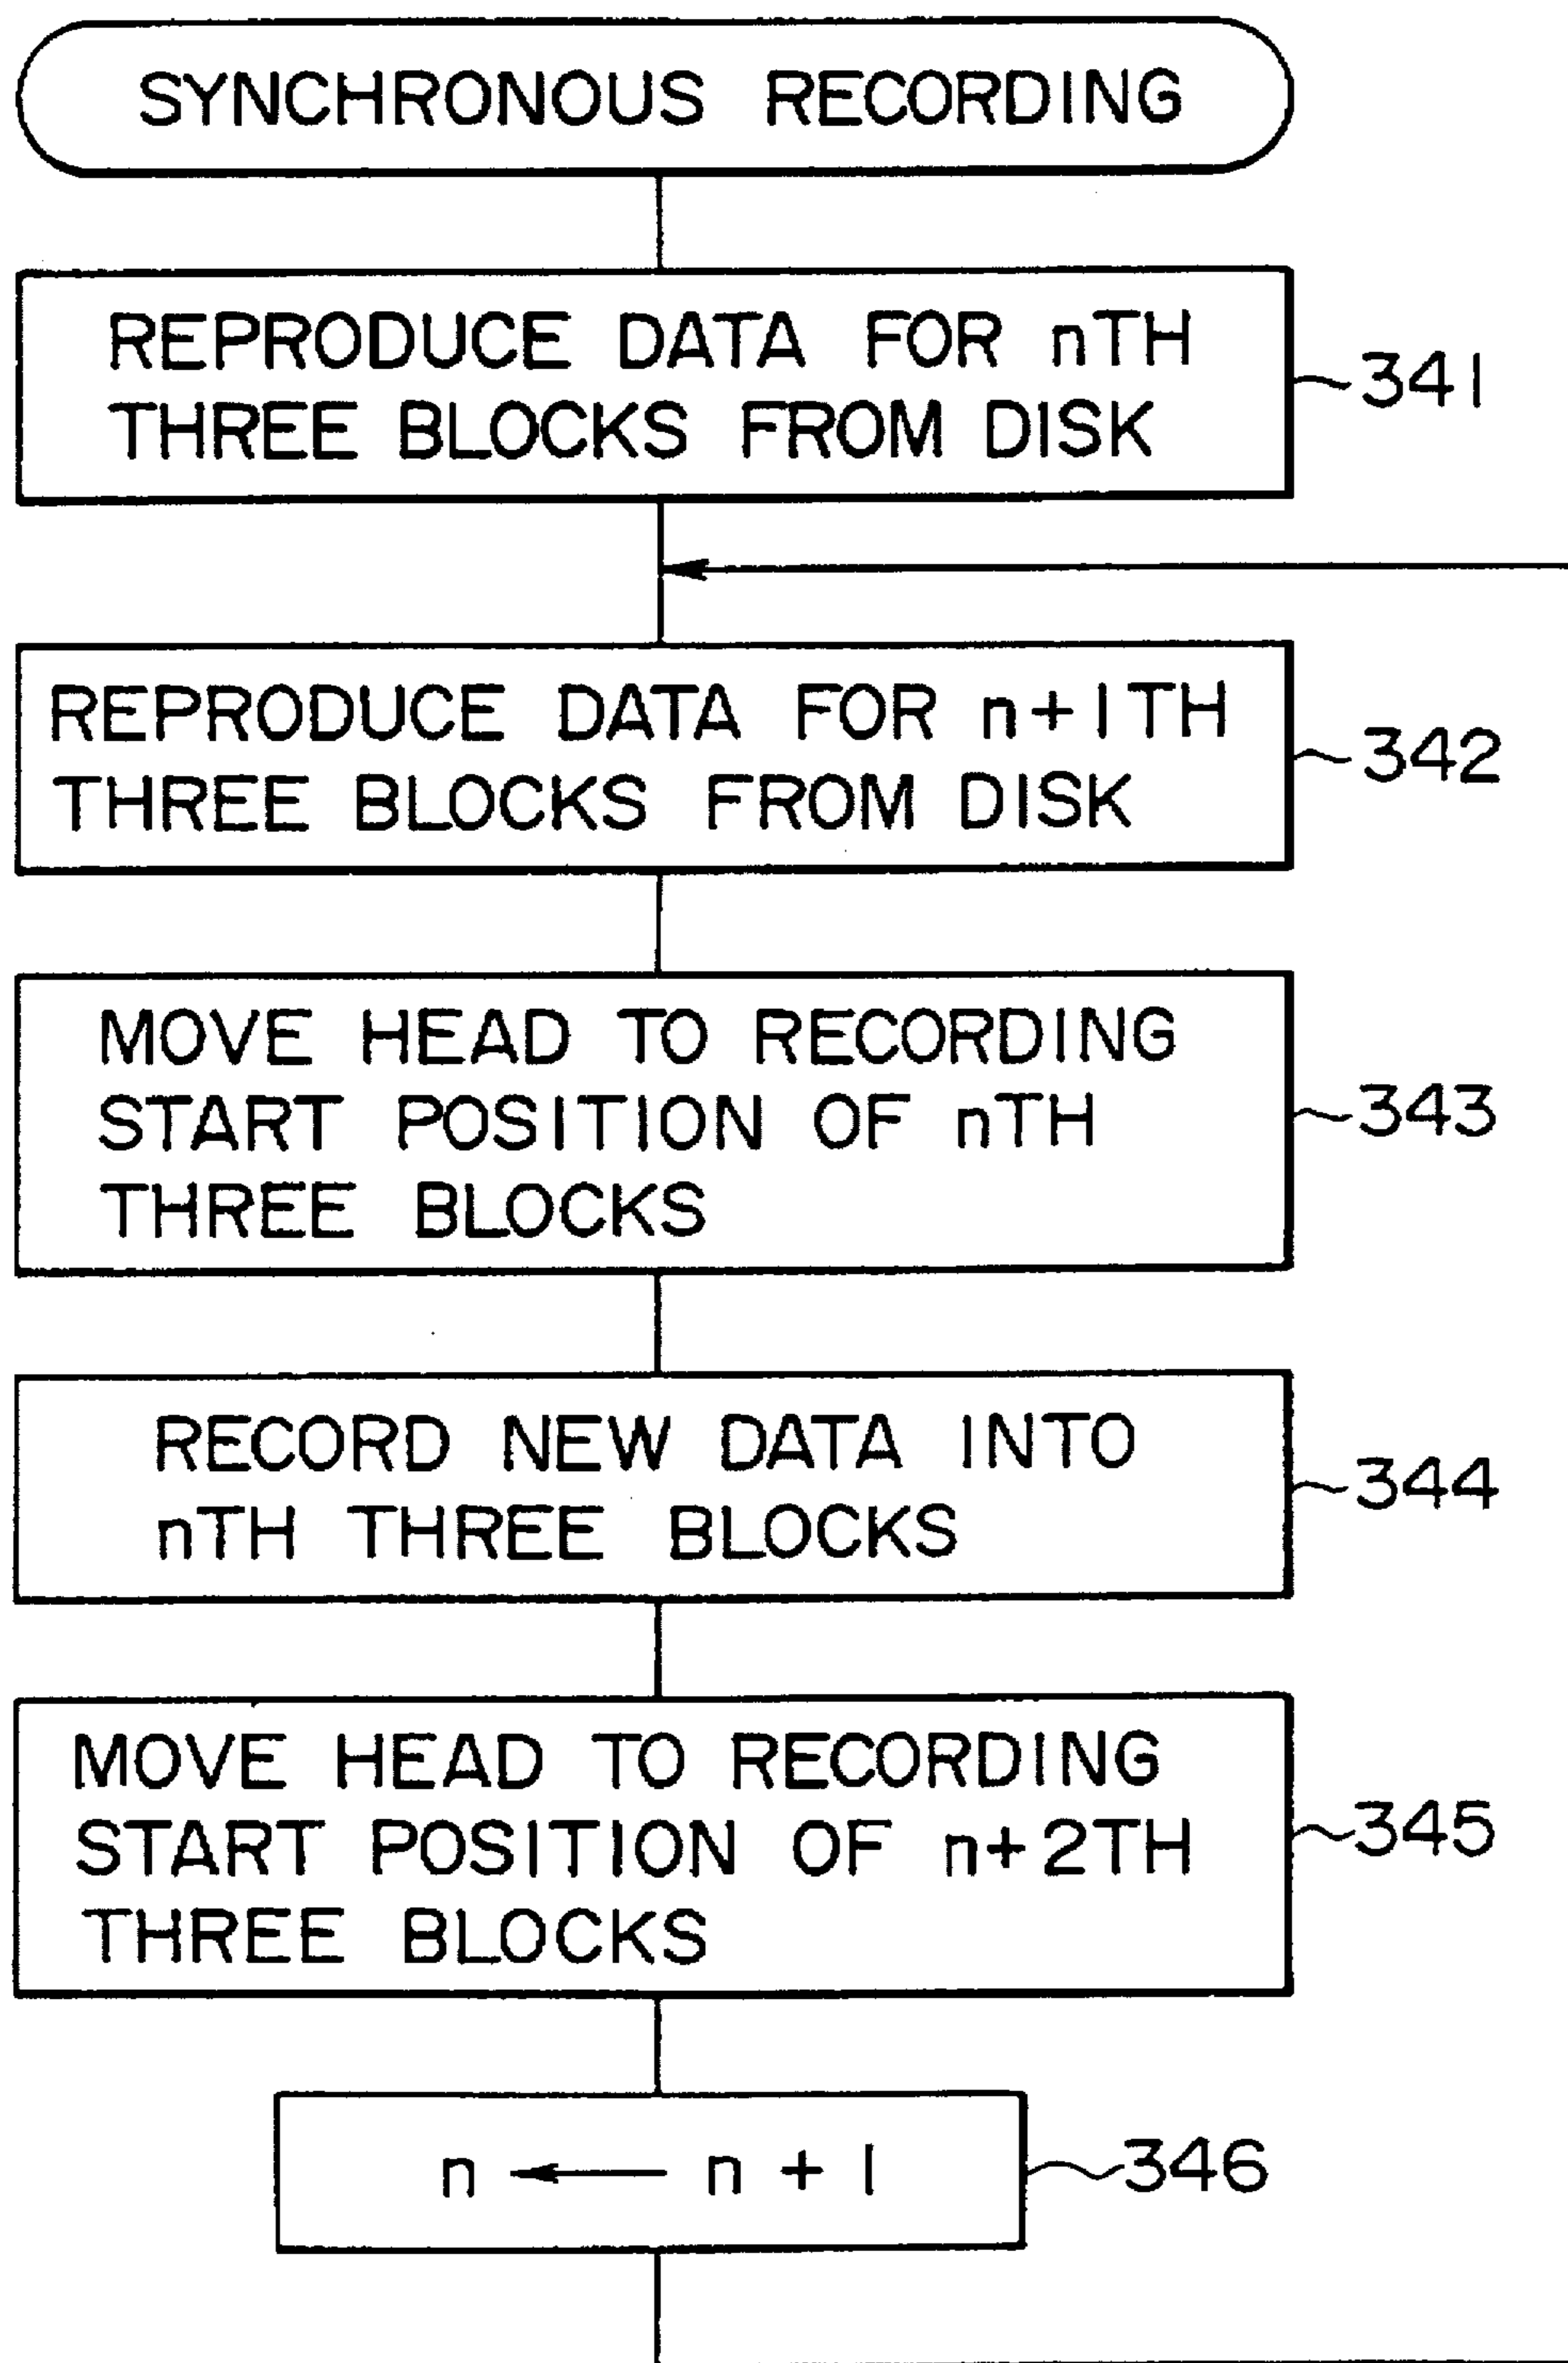 SYNCHRONOUS RECORDING
REPRODUCE DATA FOR nTH
THREE BLOCKS FROM DISK
341
REPRODUCE DATA FOR n+1TH
THREE BLOCKS FROM DISK
342
MOVE HEAD TO RECORDING
START POSITION OF nTH
THREE BLOCKS
343
RECORD NEW DATA INTO
nTH THREE BLOCKS
344
MOVE HEAD TO RECORDING
START POSITION OF n+2TH
THREE BLOCKS
345
n ← n + 1
346